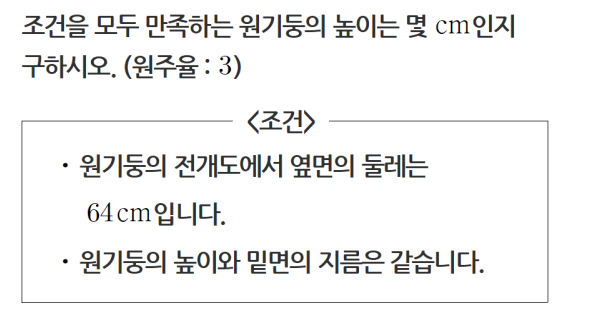 조건을 모두 만족하는 원기둥의 높이는 몇 cm인지
구하시오. (원주율 : 3)
<조건>
· 원기둥의 전개도에서 옆면의 둘레는
64cm입니다.
· 원기둥의 높이와 밑면의 지름은 같습니다.